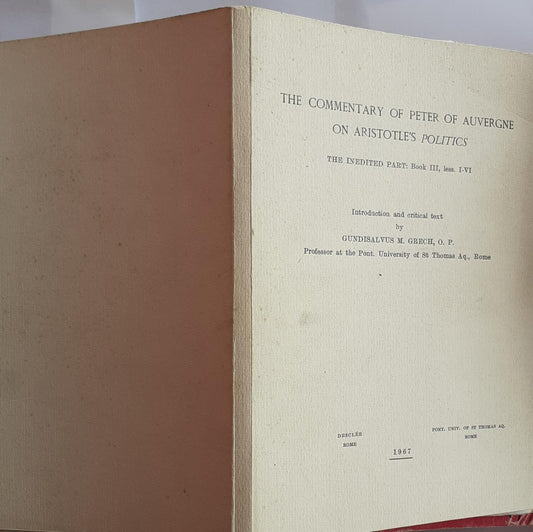 THE COMMENTARY OF PETER OF AUVERGNE
ON ARISTOTLE'S POLITICS
THE INEDITED PART: Book III, less. I-VI
Introduction and critical text
by
GUNDISALVUS M. GRECH, O. P.
Professor at the Pont. University of St Thomas Aq., Rome
DESCLÉE
ROME
PONT. UNIV. OF ST THOMAS AQ.
ROME
1967